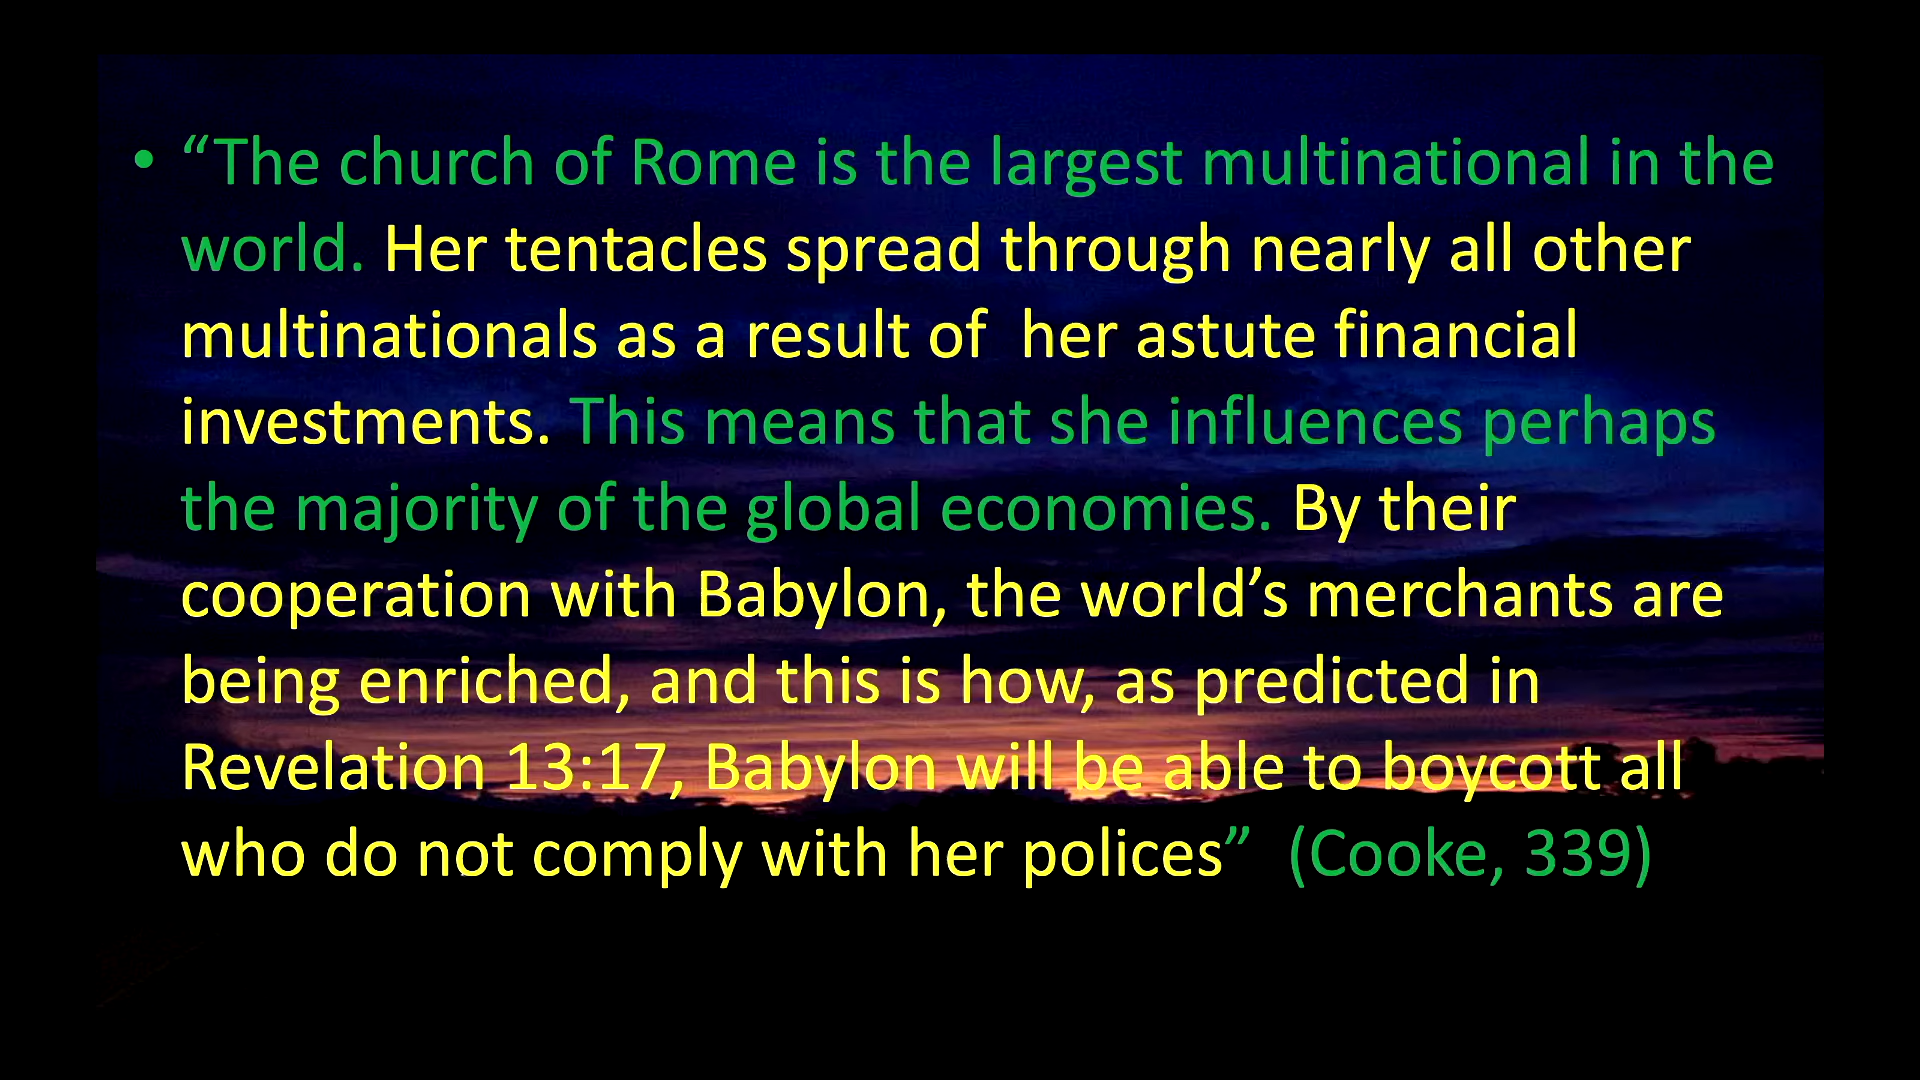 • “The church of Rome is the largest multinational in the
world. Her tentacles spread through nearly all other
multinationals as a result of  her astute financial
investments. This means that she influences perhaps
the majority of the global economies. By their
cooperation with Babylon, the world’s merchants are
being enriched, and this is how, as predicted in
Revelation 13:17, Babylon will be able to boycott all
who do not comply with her polices”  (Cooke, 339)